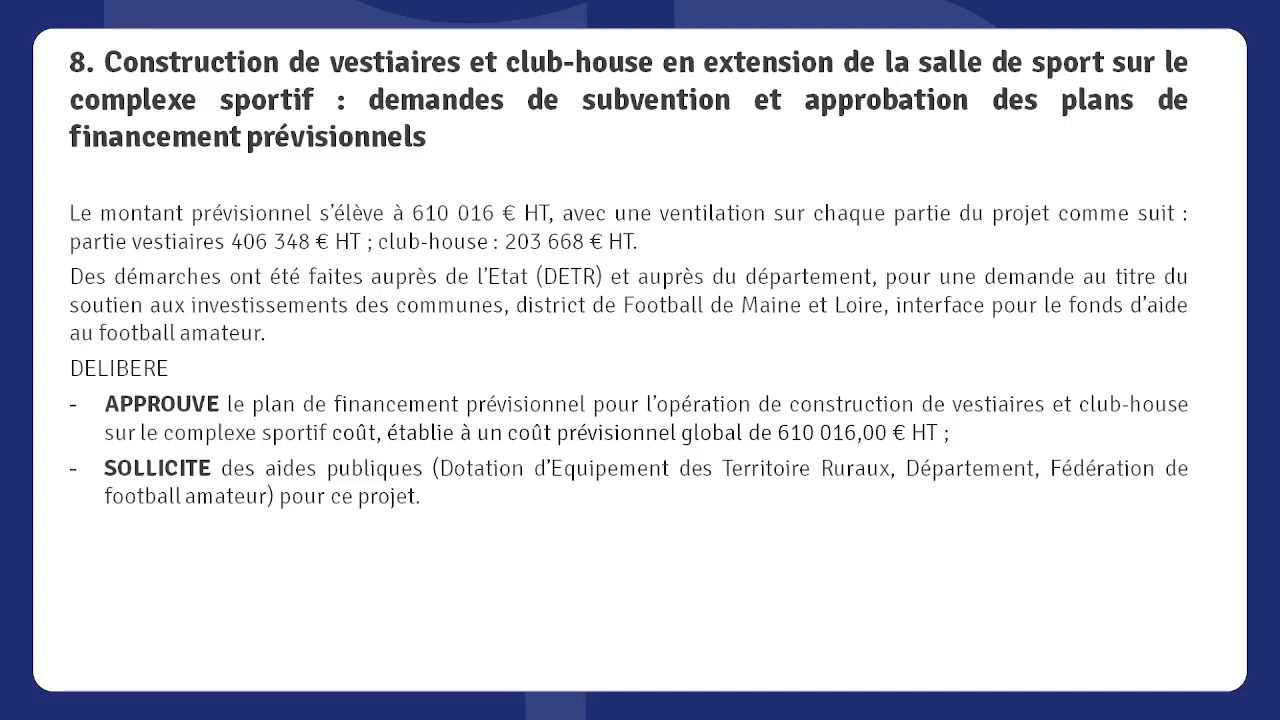 8. Construction de vestiaires et club-house en extension de la salle de sport sur le
complexe sportif : demandes de subvention et approbation des plans de
financement prévisionnels
Le montant prévisionnel s’élève à 610 016 € HT, avec une ventilation sur chaque partie du projet comme suit :
partie vestiaires 406 348 € HT ; club-house : 203 668 € HT.
Des démarches ont été faites auprès de l’Etat (DETR) et auprès du département, pour une demande au titre du
soutien aux investissements des communes, district de Football de Maine et Loire, interface pour le fonds d’aide
au football amateur.
DELIBERE
- APPROUVE le plan de financement prévisionnel pour l’opération de construction de vestiaires et club-house
sur le complexe sportif coût, établie à un coût prévisionnel global de 610 016,00 € HT ;
- SOLLICITE des aides publiques (Dotation d’Equipement des Territoire Ruraux, Département, Fédération de
football amateur) pour ce projet.